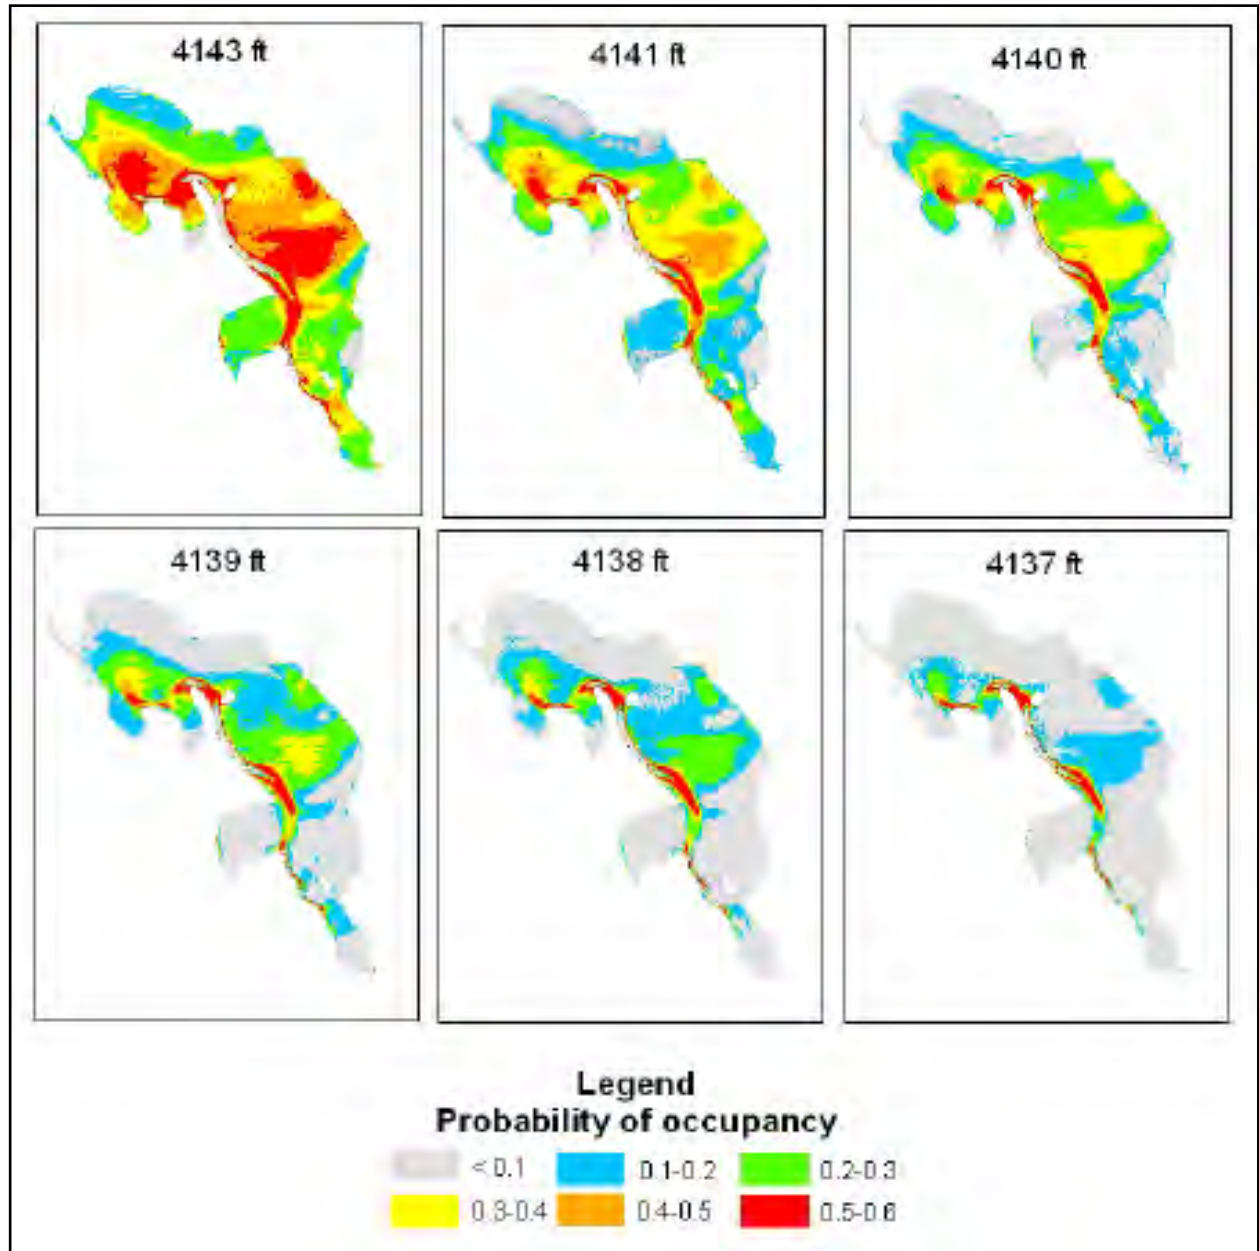 4143 ft
4141 ft
4140 ft
4139 ft
4138 ft
4137 ft
Legend
Probability of occupancy
< 0.1
0.1-0.2
0.2-0.3
0.3-0.4
0.4-0.5
0.5-0.6